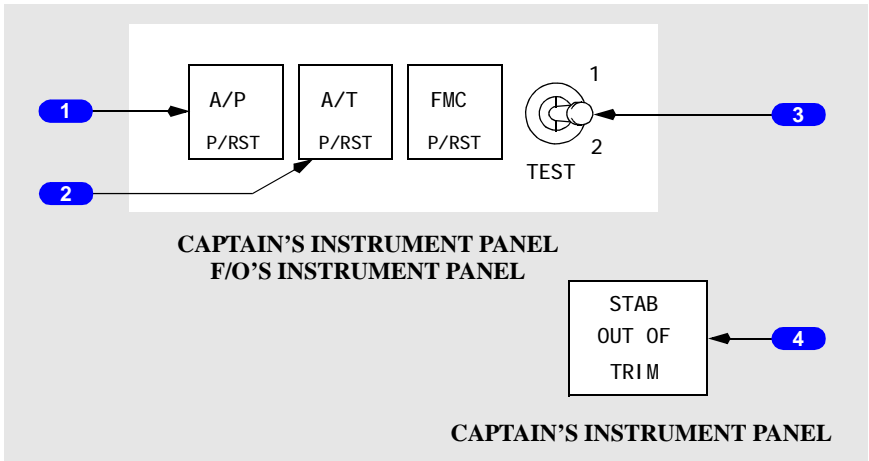 A/P
P/RST
A/T
P/RST
FMC
P/RST
1
2
TEST
1
2
3
CAPTAIN'S INSTRUMENT PANEL
F/O'S INSTRUMENT PANEL
STAB
OUT OF
TRIM
4
CAPTAIN'S INSTRUMENT PANEL